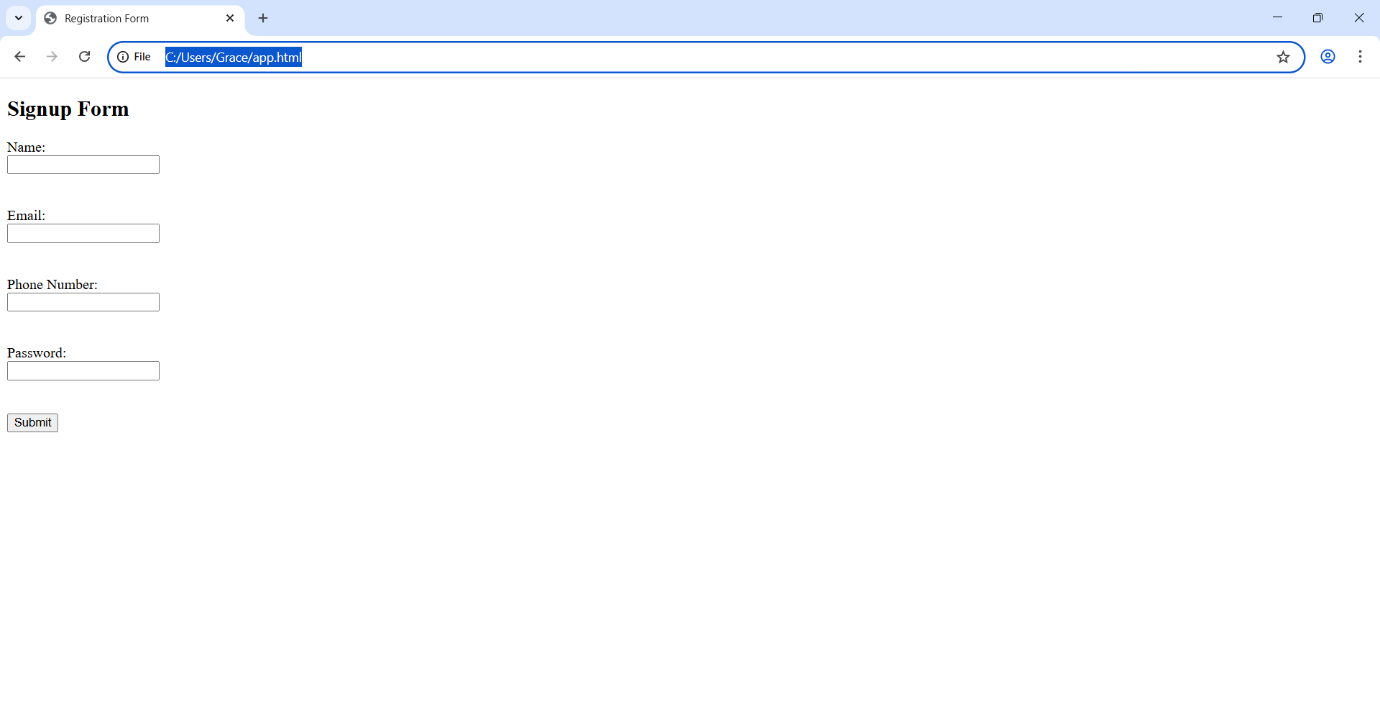 Registration Form
File C:/Users/Grace/app.html
Signup Form
Name:
Email:
Phone Number:
Password:
Submit